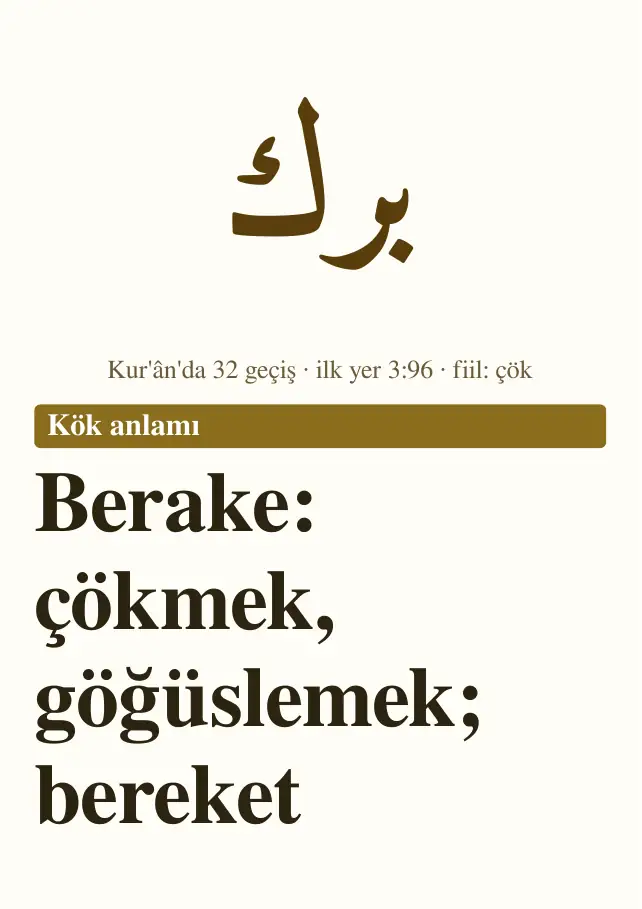 برك
Kur'ân'da 32 geçiş · ilk yer 3:96 · fiil: çök
Kök anlamı
Berake:
çökmek,
göğüslemek;
bereket